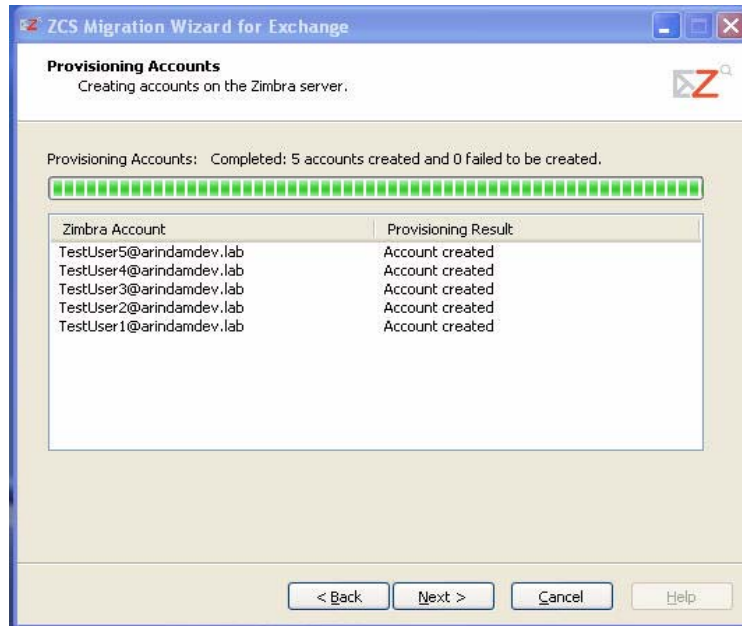 ZCS Migration Wizard for Exchange
Provisioning Accounts
Creating accounts on the Zimbra server.
Provisioning Accounts: Completed: 5 accounts created and 0 failed to be created.
Zimbra Account Provisioning Result
TestUser5@arindamdev.lab Account created
TestUser4@arindamdev.lab Account created
TestUser3@arindamdev.lab Account created
TestUser2@arindamdev.lab Account created
TestUser1@arindamdev.lab Account created
< Back Next > Cancel Help